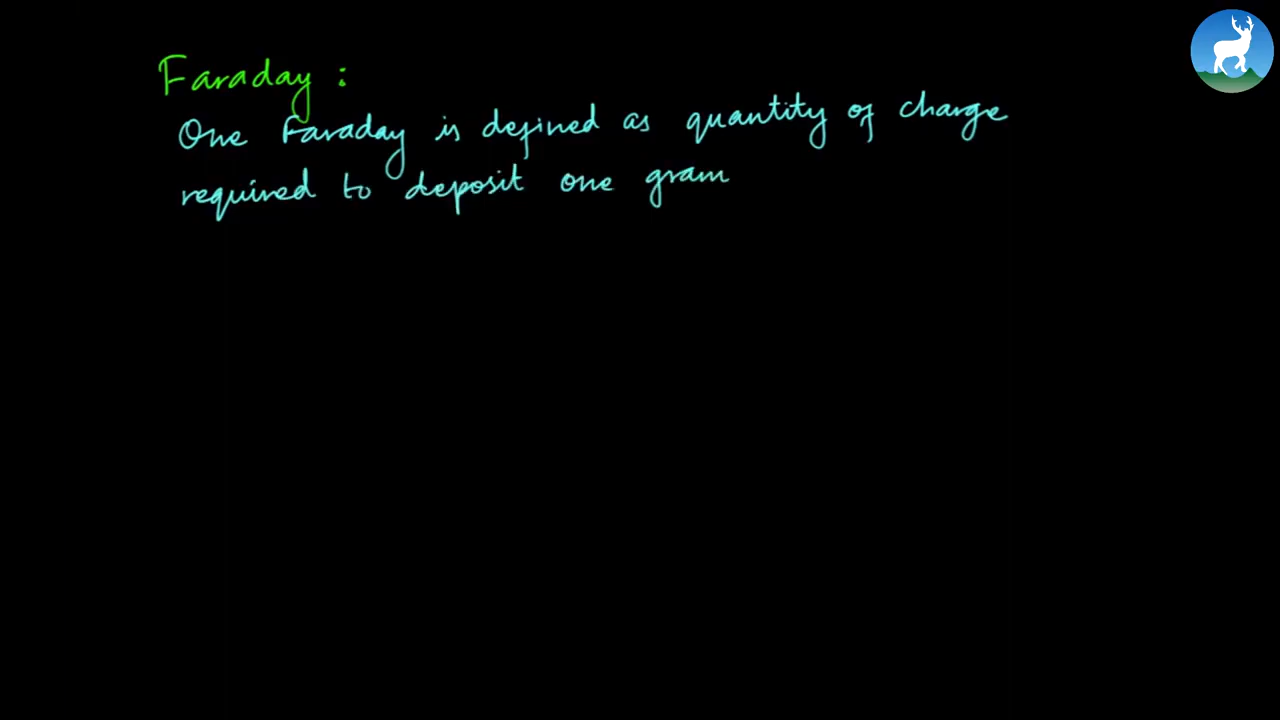 Faraday :
One Faraday is defined as quantity of charge
required to deposit one gram